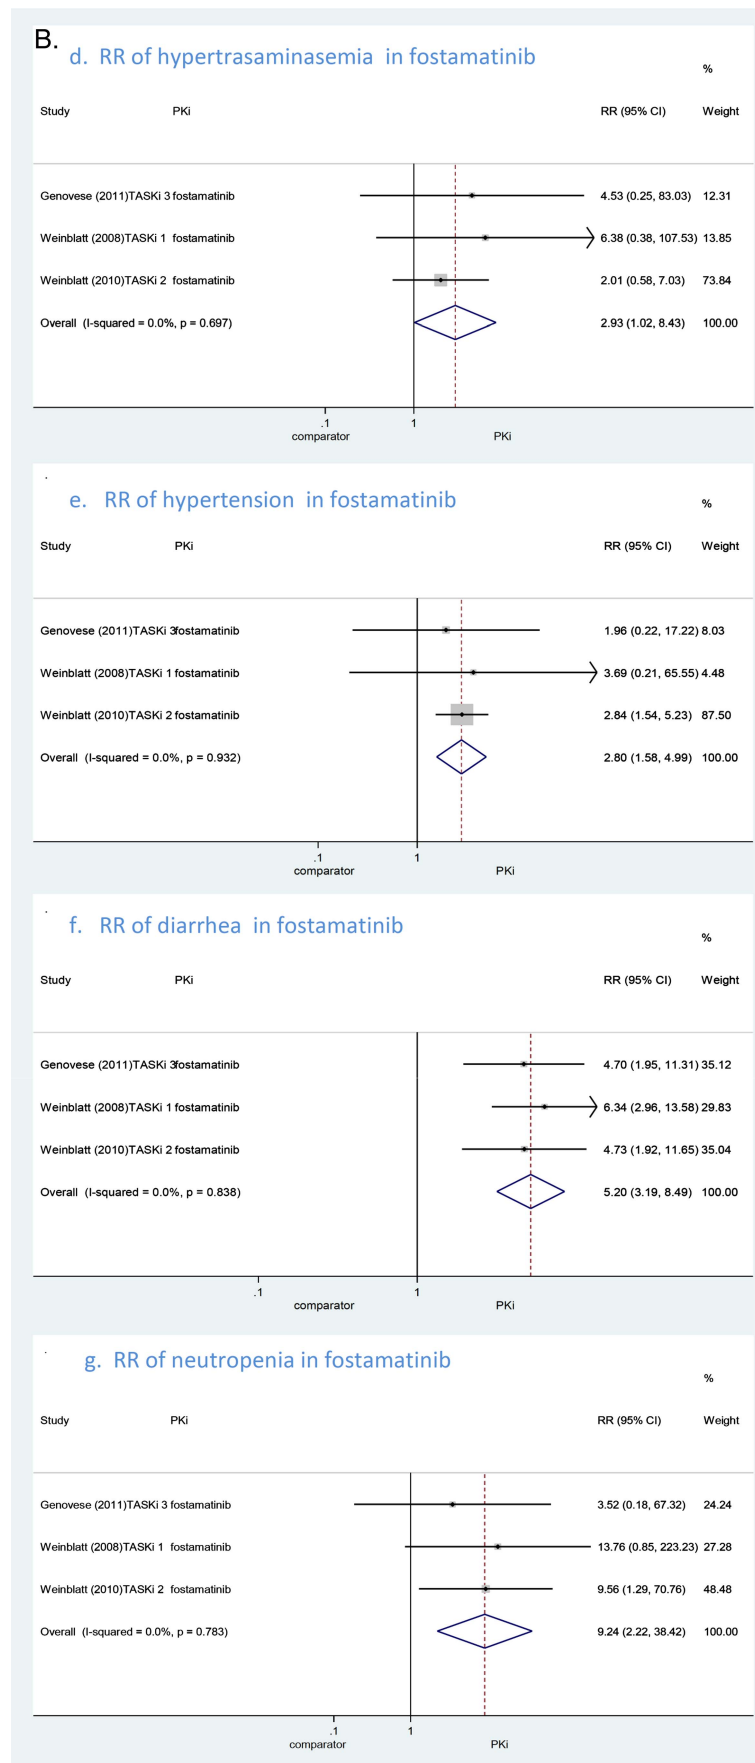 B.
d. RR of hypertrasaminasemia in fostamatinib
%
Study PKi RR (95% CI) Weight
Genovese (2011)TASKi 3 fostamatinib 4.53 (0.25, 83.03) 12.31
Weinblatt (2008)TASKi 1 fostamatinib 6.38 (0.38, 107.53) 13.85
Weinblatt (2010)TASKi 2 fostamatinib 2.01 (0.58, 7.03) 73.84
Overall (I-squared = 0.0%, p = 0.697) 2.93 (1.02, 8.43) 100.00
.1 1
comparator PKi
e. RR of hypertension in fostamatinib
%
Study PKi RR (95% CI) Weight
Genovese (2011)TASKi 3fostamatinib 1.96 (0.22, 17.22) 8.03
Weinblatt (2008)TASKi 1 fostamatinib 3.69 (0.21, 65.55) 4.48
Weinblatt (2010)TASKi 2 fostamatinib 2.84 (1.54, 5.23) 87.50
Overall (I-squared = 0.0%, p = 0.932) 2.80 (1.58, 4.99) 100.00
.1 1
comparator PKi
f. RR of diarrhea in fostamatinib
%
Study PKi RR (95% CI) Weight
Genovese (2011)TASKi 3fostamatinib 4.70 (1.95, 11.31) 35.12
Weinblatt (2008)TASKi 1 fostamatinib 6.34 (2.96, 13.58) 29.83
Weinblatt (2010)TASKi 2 fostamatinib 4.73 (1.92, 11.65) 35.04
Overall (I-squared = 0.0%, p = 0.838) 5.20 (3.19, 8.49) 100.00
.1 1
comparator PKi
g. RR of neutropenia in fostamatinib
%
Study PKi RR (95% CI) Weight
Genovese (2011)TASKi 3 fostamatinib 3.52 (0.18, 67.32) 24.24
Weinblatt (2008)TASKi 1 fostamatinib 13.76 (0.85, 223.23) 27.28
Weinblatt (2010)TASKi 2 fostamatinib 9.56 (1.29, 70.76) 48.48
Overall (I-squared = 0.0%, p = 0.783) 9.24 (2.22, 38.42) 100.00
.1 1
comparator PKi